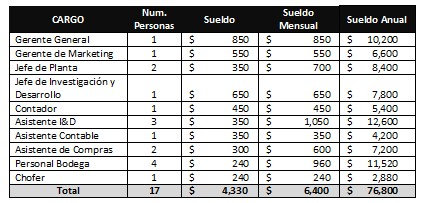 CARGO Num. Personas Sueldo Sueldo Mensual Sueldo Anual
Gerente General 1 $ 850 $ 850 $ 10,200
Gerente de Marketing 1 $ 550 $ 550 $ 6,600
Jefe de Planta 2 $ 350 $ 700 $ 8,400
Jefe de Investigación y
Desarrollo 1 $ 650 $ 650 $ 7,800
Contador 1 $ 450 $ 450 $ 5,400
Asistente I&D 3 $ 350 $ 1,050 $ 12,600
Asistente Contable 1 $ 350 $ 350 $ 4,200
Asistente de Compras 2 $ 300 $ 600 $ 7,200
Personal Bodega 4 $ 240 $ 960 $ 11,520
Chofer 1 $ 240 $ 240 $ 2,880
Total 17 $ 4,330 $ 6,400 $ 76,800